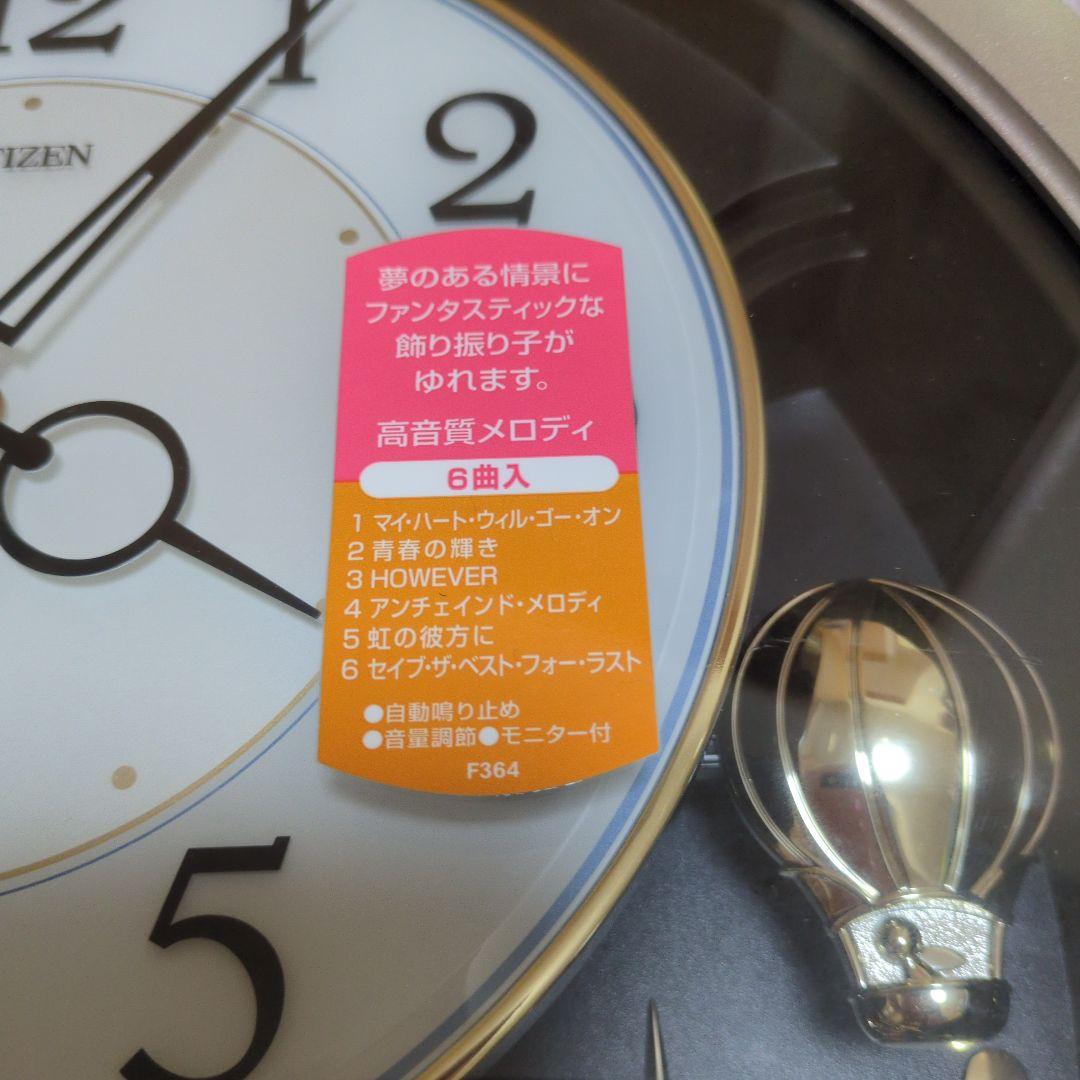 12
1
2
TIZEN
夢のある情景に
ファンタスティックな
飾り振り子が
ゆれます。
高音質メロディ
6曲入
1 マイ・ハート・ウィル・ゴー・オン
2 青春の輝き
3 HOWEVER
4 アンチェインド・メロディ
5 虹の彼方に
6 セイブ・ザ・ベスト・フォー・ラスト
●自動鳴り止め
●音量調節●モニター付
F364
5